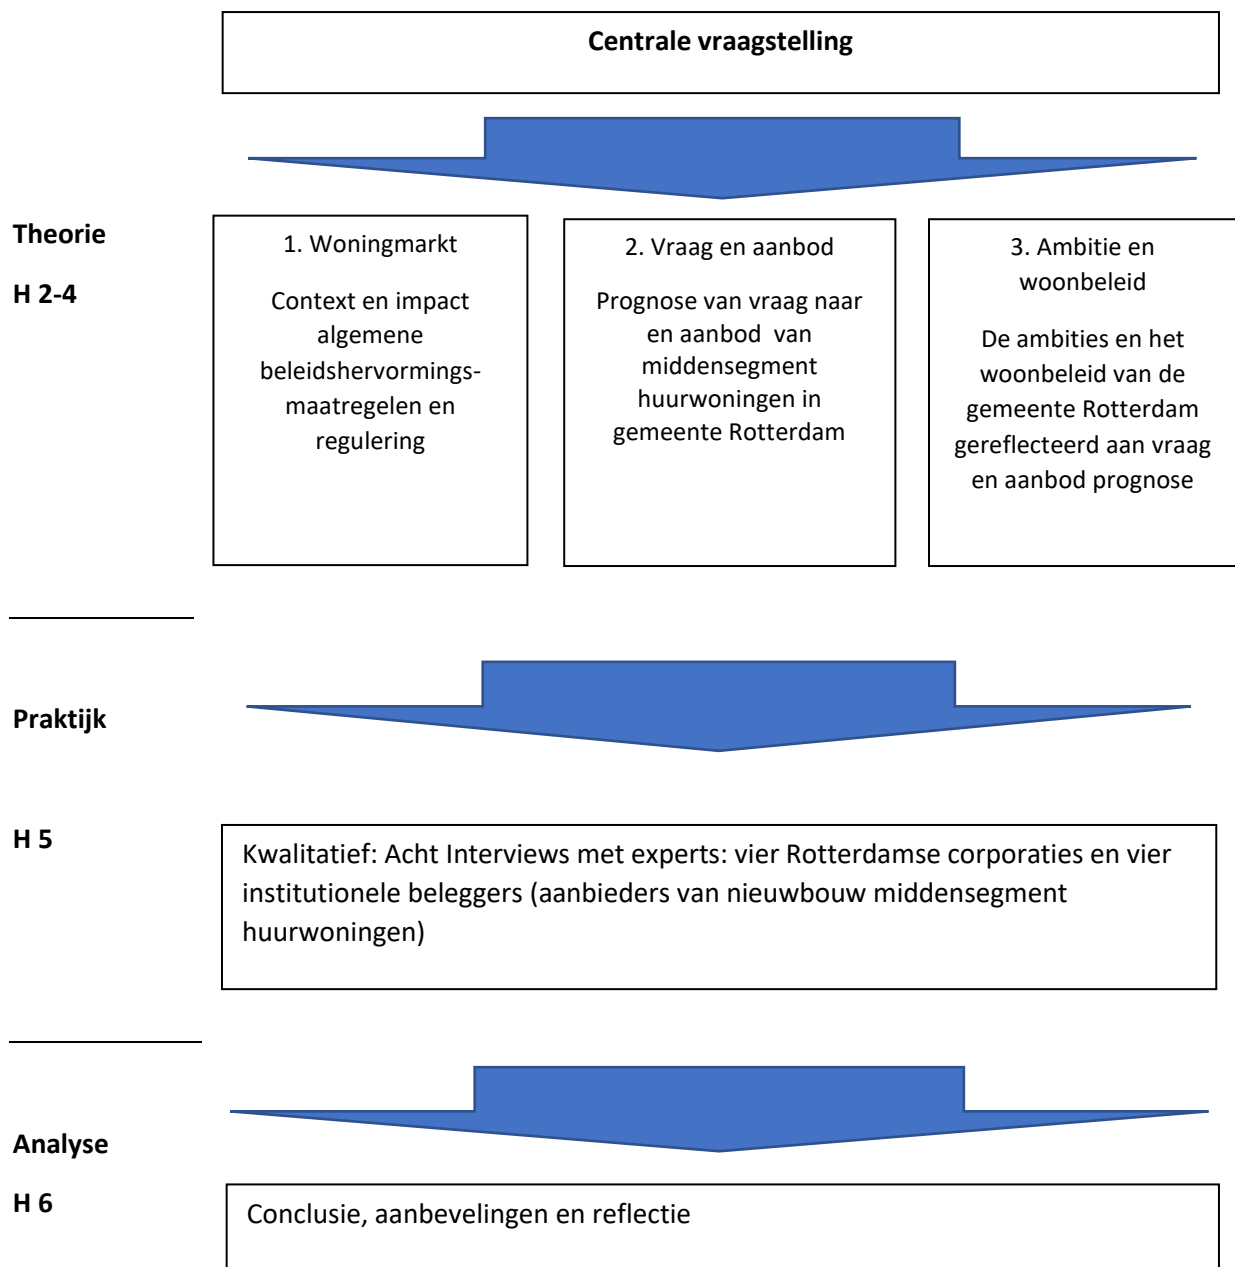 Centrale vraagstelling
Theorie
H 2-4
1. Woningmarkt
Context en impact
algemene
beleidshervormings-
maatregelen en
regulering
2. Vraag en aanbod
Prognose van vraag naar
en aanbod van
middensegment
huurwoningen in
gemeente Rotterdam
3. Ambitie en
woonbeleid
De ambities en het
woonbeleid van de
gemeente Rotterdam
gereflecteerd aan vraag
en aanbod prognose
Praktijk
H 5
Kwalitatief: Acht Interviews met experts: vier Rotterdamse corporaties en vier
institutionele beleggers (aanbieders van nieuwbouw middensegment
huurwoningen)
Analyse
H 6
Conclusie, aanbevelingen en reflectie